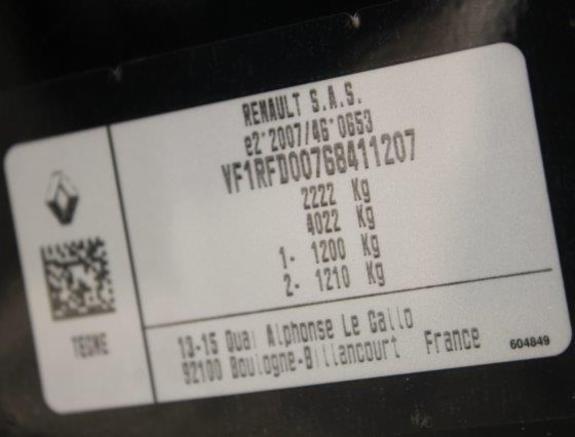 RENAULT S.A.S.
e2*2007/46*0653
VF1RFD00768411207
2222 Kg
4022 Kg
1- 1200 Kg
2- 1210 Kg
TEGNE
13-15 Quai Alphonse Le Gallo
92100 Boulogne-Billancourt France
604849